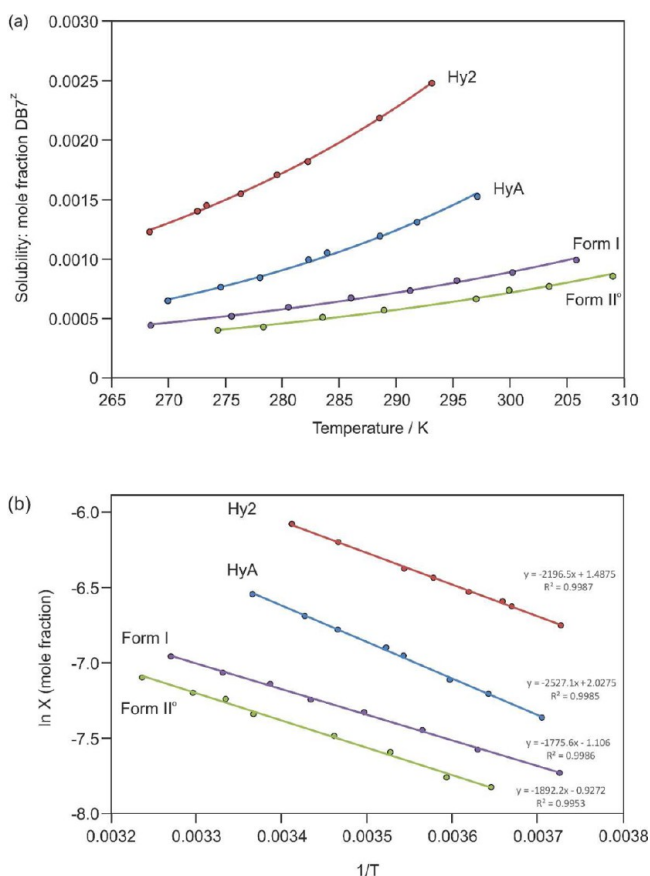 (a)
0.0030
0.0025
0.0020
0.0015
0.0010
0.0005
0
Solubility: mole fraction DB7ᶻ
Hy2
HyA
Form I
Form II°
265 270 275 280 285 290 295 300 205 310
Temperature / K
(b)
-6.0
-6.5
-7.0
-7.5
-8.0
ln X (mole fraction)
Hy2
HyA
Form I
Form II°
y = -2196.5x + 1.4875
R² = 0.9987
y = -2527.1x + 2.0275
R² = 0.9985
y = -1775.6x - 1.106
R² = 0.9986
y = -1892.2x - 0.9272
R² = 0.9953
0.0032 0.0033 0.0034 0.0035 0.0036 0.0037 0.0038
1/T